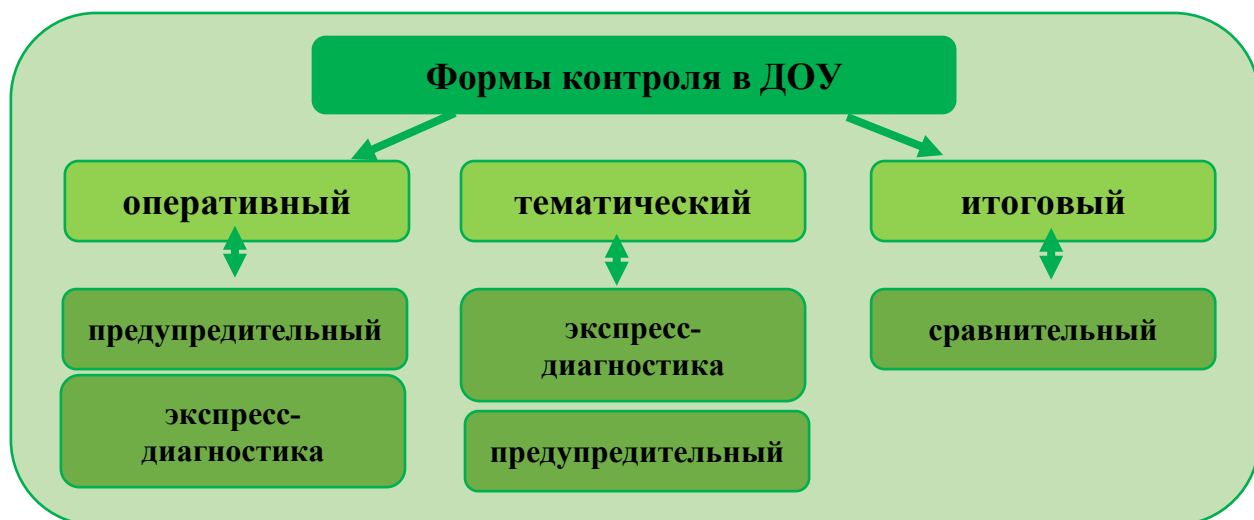 Формы контроля в ДОУ
оперативный
тематический
итоговый
предупредительный
экспресс-
диагностика
экспресс-
диагностика
предупредительный
сравнительный